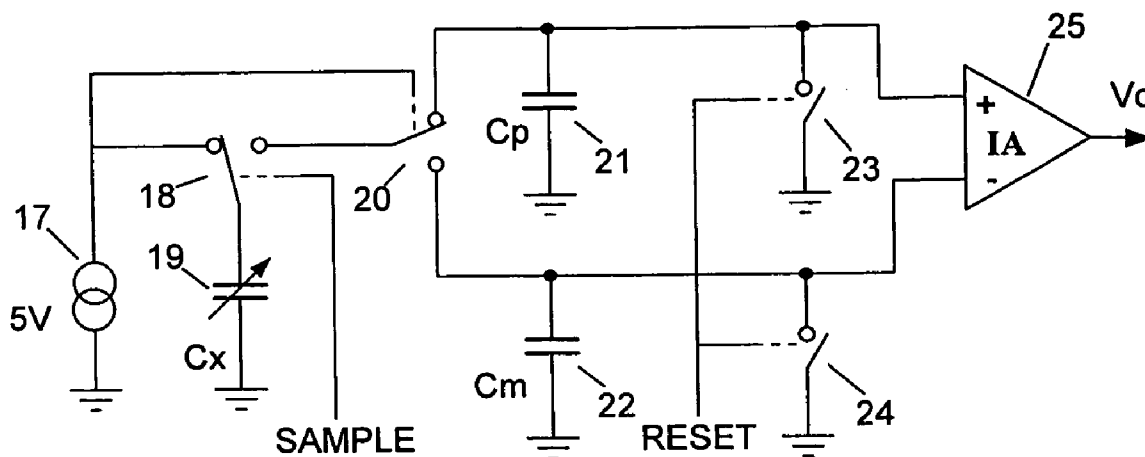 25
+
Vo
Cp
21
IA
23
-
18
20
17
19
5V
Cx
Cm
22
24
SAMPLE
RESET